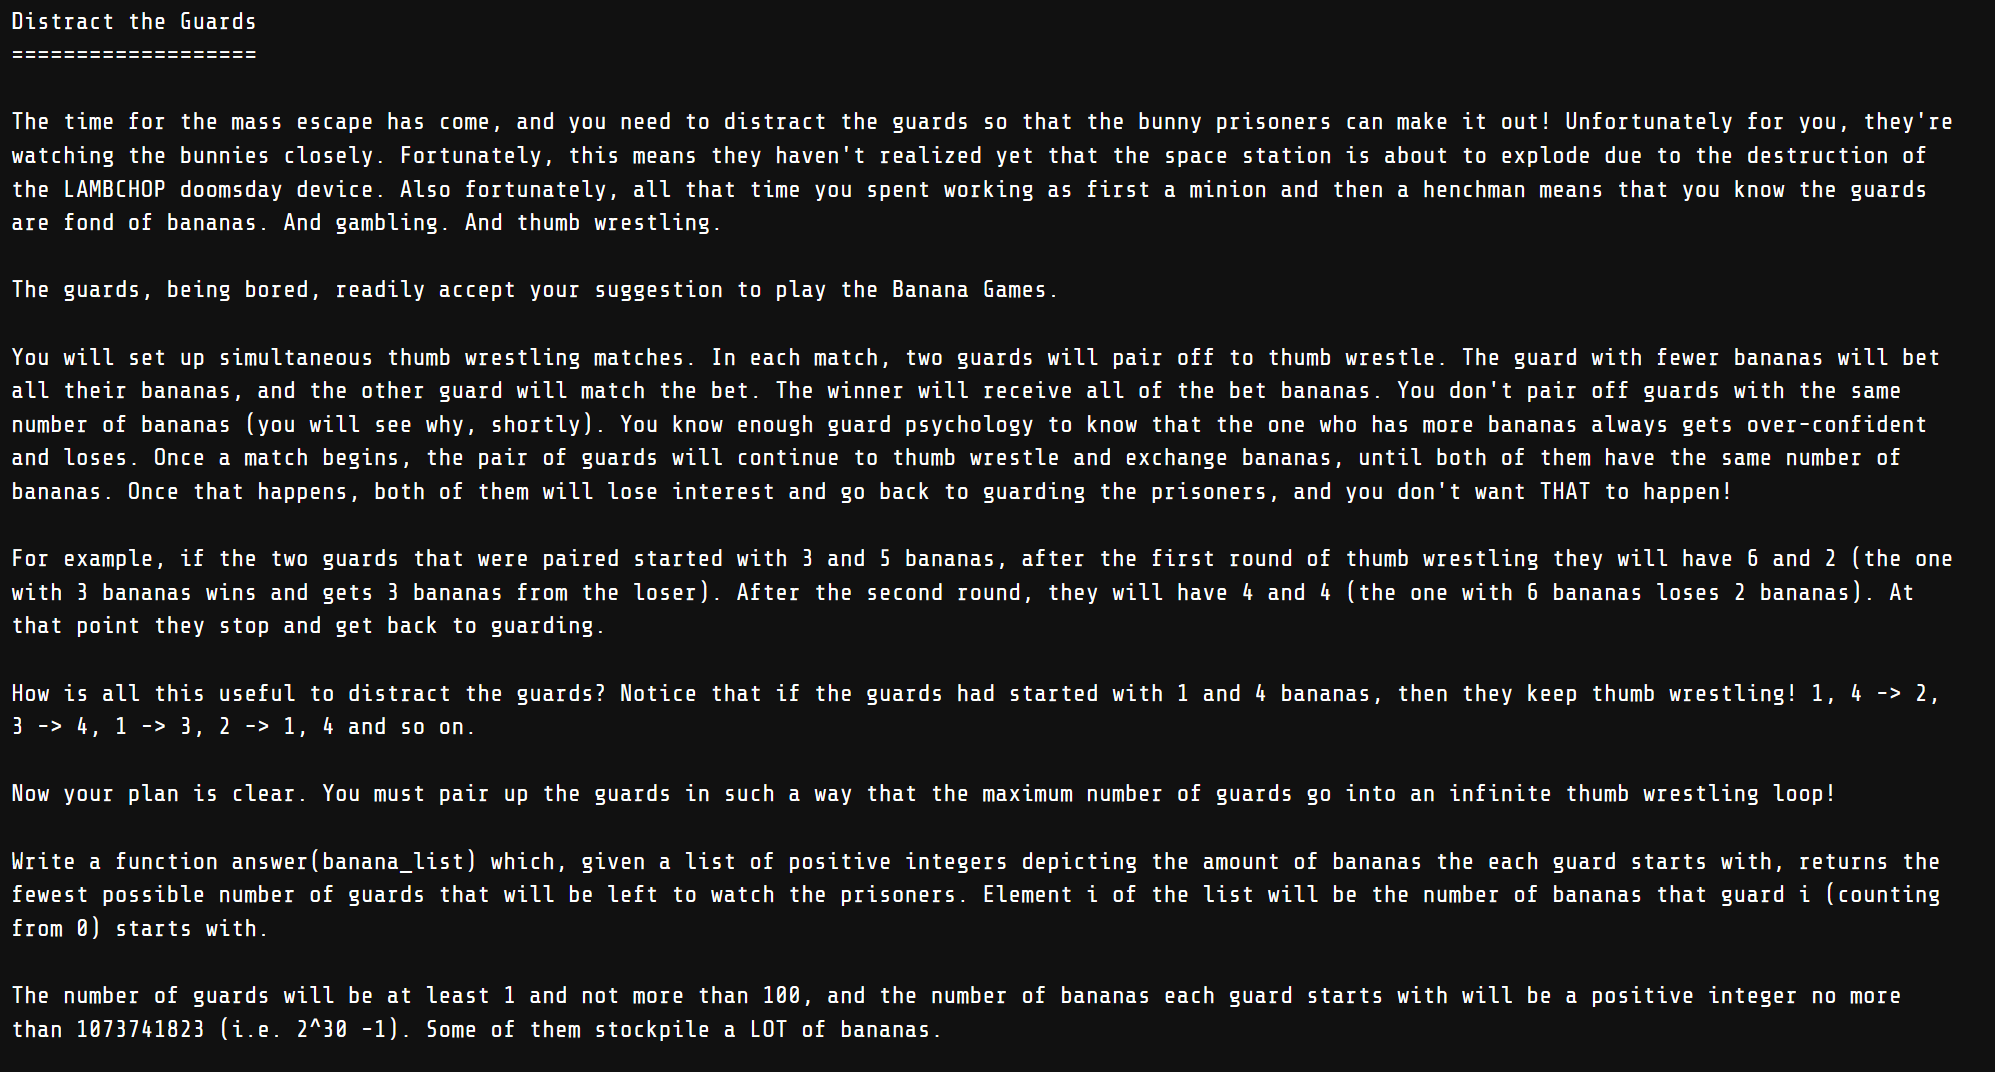 Distract the Guards
===================
The time for the mass escape has come, and you need to distract the guards so that the bunny prisoners can make it out! Unfortunately for you, they're
watching the bunnies closely. Fortunately, this means they haven't realized yet that the space station is about to explode due to the destruction of
the LAMBCHOP doomsday device. Also fortunately, all that time you spent working as first a minion and then a henchman means that you know the guards
are fond of bananas. And gambling. And thumb wrestling.
The guards, being bored, readily accept your suggestion to play the Banana Games.
You will set up simultaneous thumb wrestling matches. In each match, two guards will pair off to thumb wrestle. The guard with fewer bananas will bet
all their bananas, and the other guard will match the bet. The winner will receive all of the bet bananas. You don't pair off guards with the same
number of bananas (you will see why, shortly). You know enough guard psychology to know that the one who has more bananas always gets over-confident
and loses. Once a match begins, the pair of guards will continue to thumb wrestle and exchange bananas, until both of them have the same number of
bananas. Once that happens, both of them will lose interest and go back to guarding the prisoners, and you don't want THAT to happen!
For example, if the two guards that were paired started with 3 and 5 bananas, after the first round of thumb wrestling they will have 6 and 2 (the one
with 3 bananas wins and gets 3 bananas from the loser). After the second round, they will have 4 and 4 (the one with 6 bananas loses 2 bananas). At
that point they stop and get back to guarding.
How is all this useful to distract the guards? Notice that if the guards had started with 1 and 4 bananas, then they keep thumb wrestling! 1, 4 -> 2,
3 -> 4, 1 -> 3, 2 -> 1, 4 and so on.
Now your plan is clear. You must pair up the guards in such a way that the maximum number of guards go into an infinite thumb wrestling loop!
Write a function answer(banana_list) which, given a list of positive integers depicting the amount of bananas the each guard starts with, returns the
fewest possible number of guards that will be left to watch the prisoners. Element i of the list will be the number of bananas that guard i (counting
from 0) starts with.
The number of guards will be at least 1 and not more than 100, and the number of bananas each guard starts with will be a positive integer no more
than 1073741823 (i.e. 2^30 -1). Some of them stockpile a LOT of bananas.